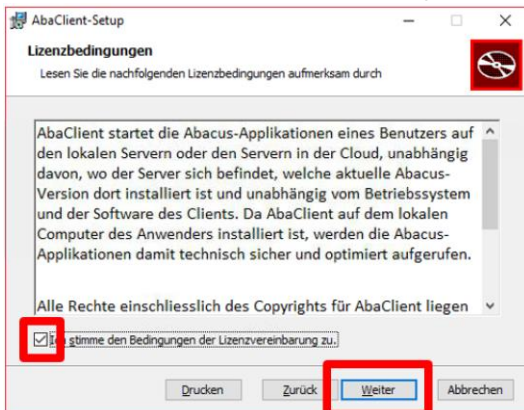 AbaClient-Setup
Lizenzbedingungen
Lesen Sie die nachfolgenden Lizenzbedingungen aufmerksam durch
AbaClient startet die Abacus-Applikationen eines Benutzers auf
den lokalen Servern oder den Servern in der Cloud, unabhängig
davon, wo der Server sich befindet, welche aktuelle Abacus-
Version dort installiert ist und unabhängig vom Betriebssystem
und der Software des Clients. Da AbaClient auf dem lokalen
Computer des Anwenders installiert ist, werden die Abacus-
Applikationen damit technisch sicher und optimiert aufgerufen.
Alle Rechte einschliesslich des Copyrights für AbaClient liegen
Ich stimme den Bedingungen der Lizenzvereinbarung zu.
Drucken Zurück Weiter Abbrechen